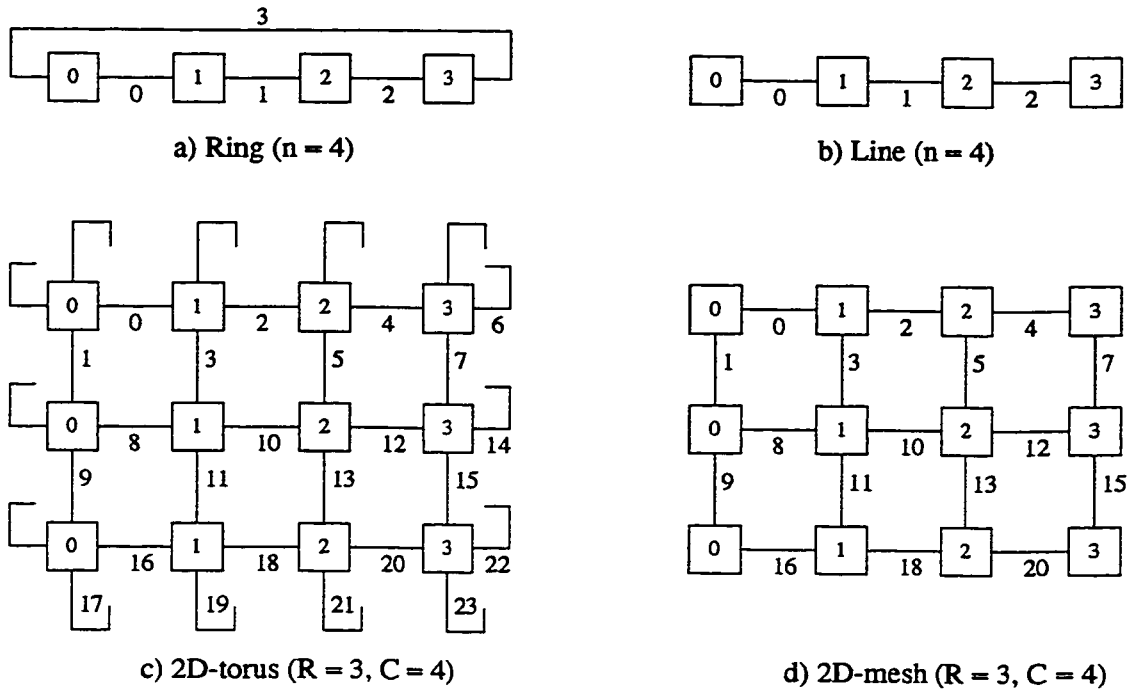 3
0 1 2 3
0 1 2
a) Ring (n = 4)
0 1 2 3
0 1 2
b) Line (n = 4)
0 1 2 3
0 2 4 6
1 3 5 7
0 1 2 3
8 10 12 14
9 11 13 15
0 1 2 3
16 18 20 22
17 19 21 23
c) 2D-torus (R = 3, C = 4)
0 1 2 3
0 2 4
1 3 5 7
0 1 2 3
8 10 12
9 11 13 15
0 1 2 3
16 18 20
d) 2D-mesh (R = 3, C = 4)